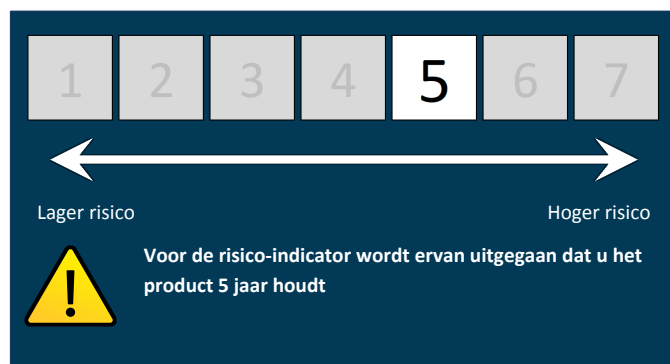 1 2 3 4 5 6 7
Lager risico Hoger risico
!
Voor de risico-indicator wordt ervan uitgegaan dat u het
product 5 jaar houdt